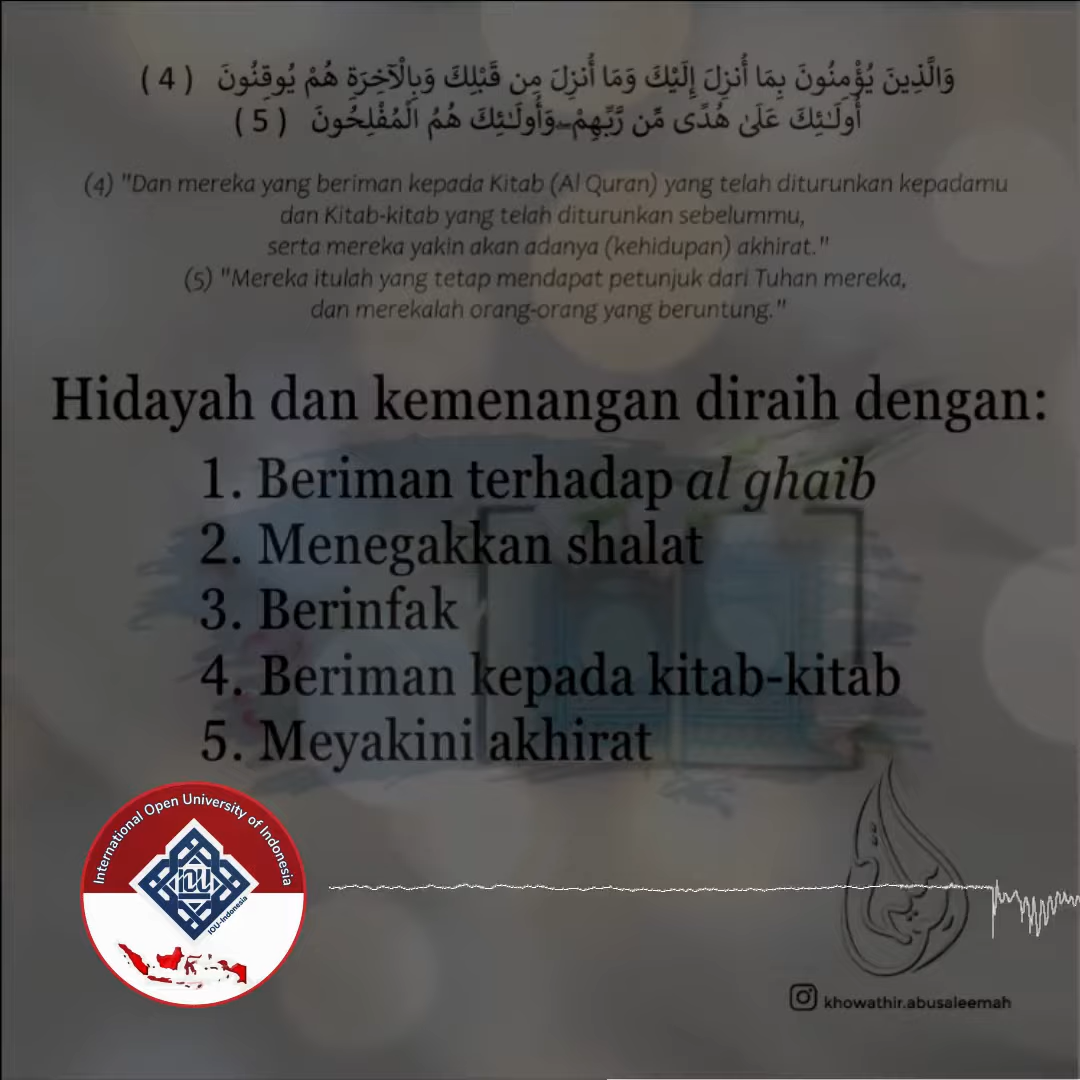 وَالَّذِينَ يُؤْمِنُونَ بِمَا أُنزِلَ إِلَيْكَ وَمَا أُنزِلَ مِن قَبْلِكَ وَبِالْآخِرَةِ هُمْ يُوقِنُونَ ( 4 )
أُولَٰئِكَ عَلَىٰ هُدًى مِّن رَّبِّهِمْ ۖ وَأُولَٰئِكَ هُمُ الْمُفْلِحُونَ ( 5 )
(4) "Dan mereka yang beriman kepada Kitab (Al Quran) yang telah diturunkan kepadamu
dan Kitab-kitab yang telah diturunkan sebelummu,
serta mereka yakin akan adanya (kehidupan) akhirat."
(5) "Mereka itulah yang tetap mendapat petunjuk dari Tuhan mereka,
dan merekalah orang-orang yang beruntung."
Hidayah dan kemenangan diraih dengan:
1. Beriman terhadap al ghaib
2. Menegakkan shalat
3. Berinfak
4. Beriman kepada kitab-kitab
5. Meyakini akhirat
International Open University of Indonesia
IOU
IOU-Indonesia
khowathir.abusaleemah